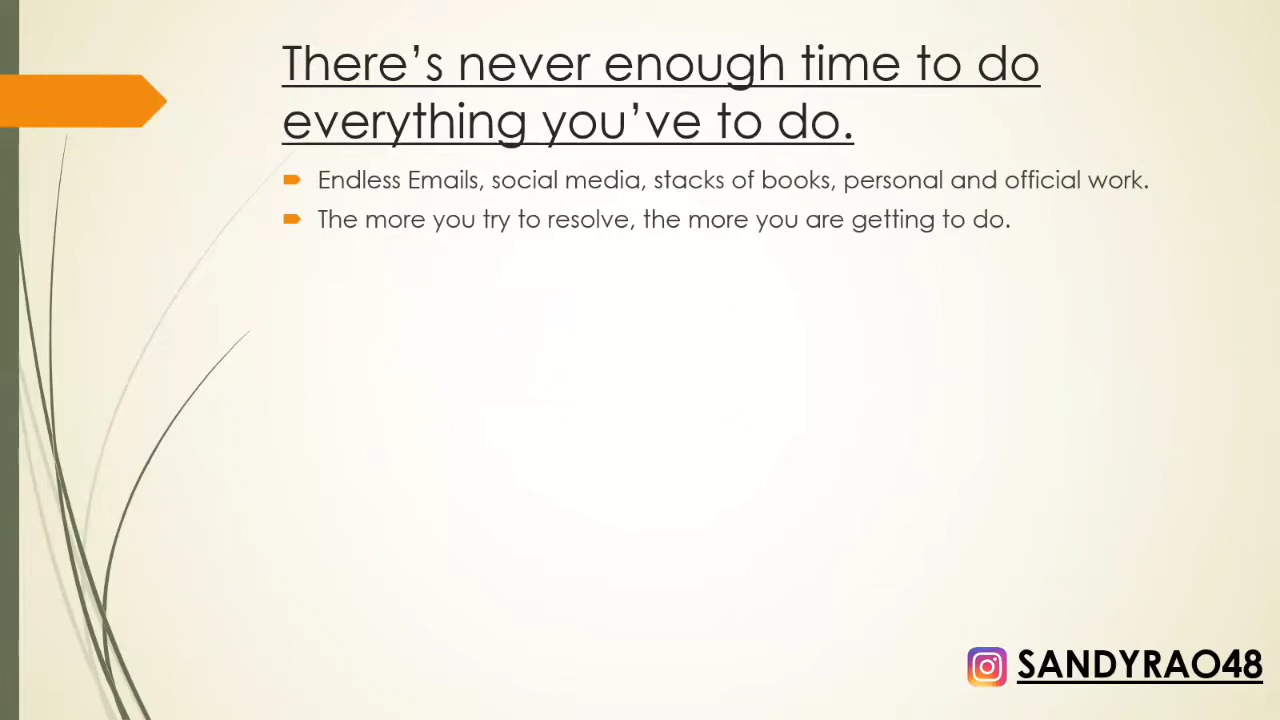 There’s never enough time to do
everything you’ve to do.
Endless Emails, social media, stacks of books, personal and official work.
The more you try to resolve, the more you are getting to do.
SANDYRAO48